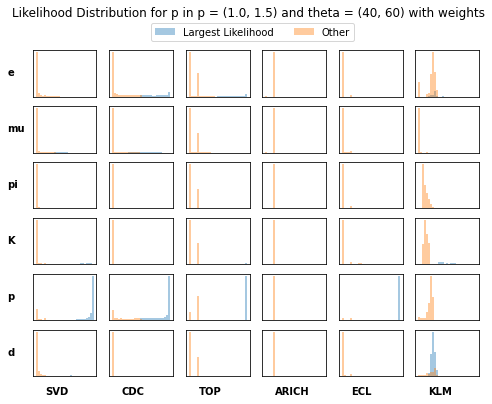 Likelihood Distribution for p in p = (1.0, 1.5) and theta = (40, 60) with weights
Largest Likelihood Other
e
mu
pi
K
p
d
SVD CDC TOP ARICH ECL KLM